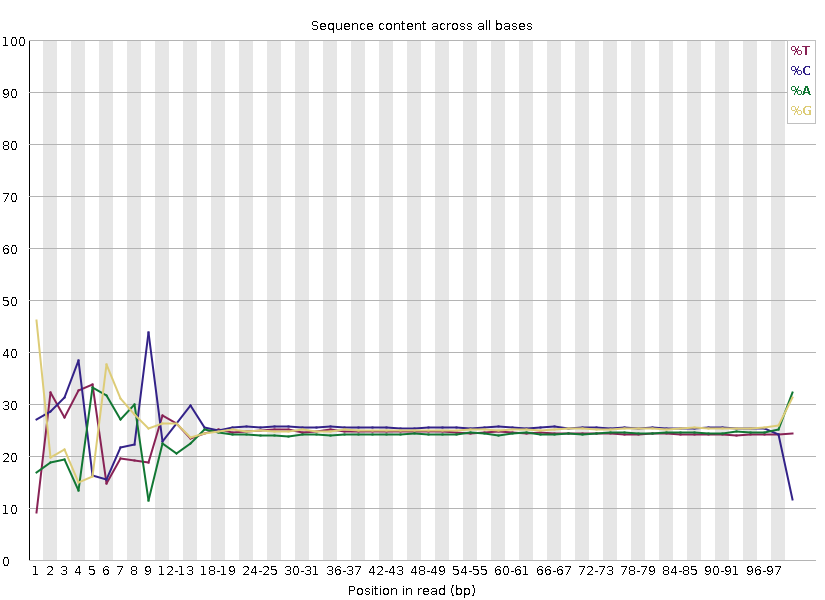 Sequence content across all bases
100
90
80
70
60
50
40
30
20
10
0
%T
%C
%A
%G
1 2 3 4 5 6 7 8 9 12-13 18-19 24-25 30-31 36-37 42-43 48-49 54-55 60-61 66-67 72-73 78-79 84-85 90-91 96-97
Position in read (bp)